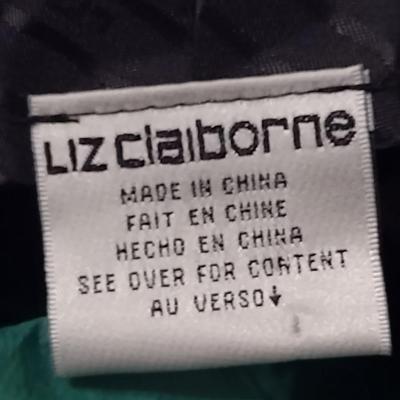 LIZ claiborne
MADE IN CHINA
FAIT EN CHINE
HECHO EN CHINA
SEE OVER FOR CONTENT
AU VERSO↓